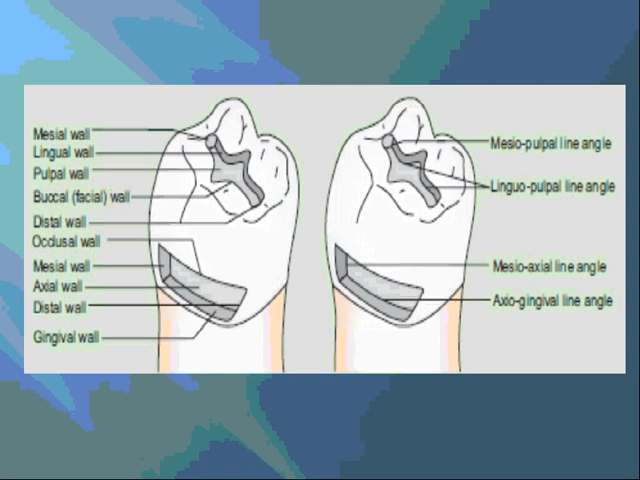 Mesial wall
Lingual wall
Pulpal wall
Buccal (facial) wall
Distal wall
Occlusal wall
Mesial wall
Axial wall
Distal wall
Gingival wall
Mesio-pulpal line angle
Linguo-pulpal line angle
Mesio-axial line angle
Axio-gingival line angle